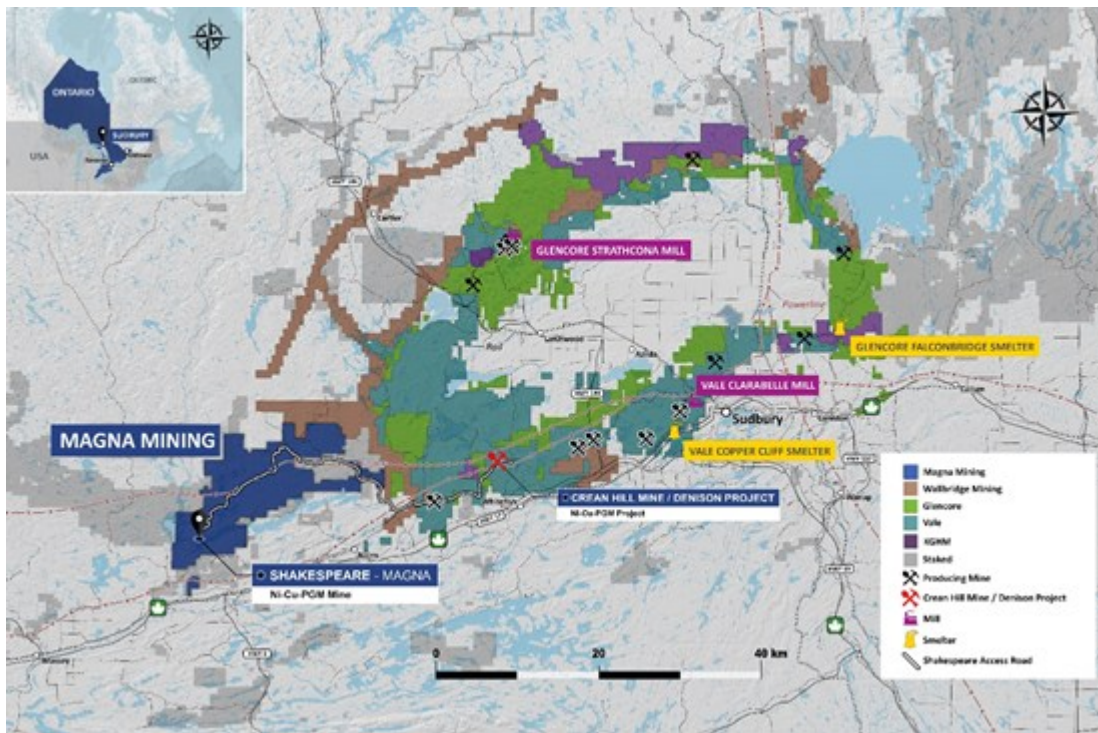 ONTARIO
QUEBEC
SUDBURY
USA
Cartier
GLENCORE STRATHCONA MILL
Powerline
Rail
GLENCORE FALCONBRIDGE SMELTER
VALE CLARABELLE MILL
Sudbury
MAGNA MINING
VALE COPPER CLIFF SMELTER
CREAN HILL MINE / DENISON PROJECT
Ni-Cu-PGM Project
SHAKESPEARE - MAGNA
Ni-Cu-PGM Mine
Magna Mining
Wallbridge Mining
Glencore
Vale
KGHM
Staked
Producing Mine
Crean Hill Mine / Denison Project
Mill
Smelter
Shakespeare Access Road
0 20 40 km